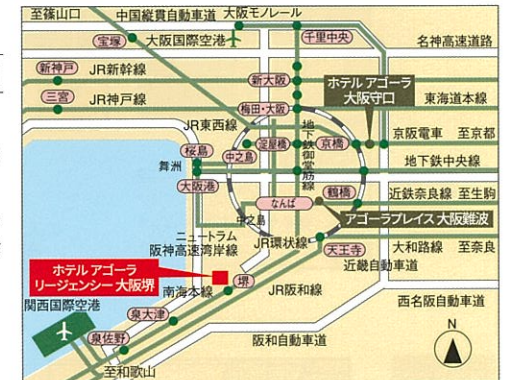 至篠山口
中国縦貫自動車道
大阪モノレール
宝塚
大阪国際空港
千里中央
名神高速道路
新神戸
JR新幹線
新大阪
ホテル アゴーラ
大阪守口
三宮
JR神戸線
梅田・大阪
東海道本線
JR東西線
地下鉄御堂筋線
桜島
中之島
淀屋橋
京橋
京阪電車
至京都
舞洲
地下鉄中央線
大阪港
鶴橋
近鉄奈良線
至生駒
なんば
中之島
アゴーラプレイス 大阪難波
ニュートラム
阪神高速湾岸線
JR環状線
天王寺
大和路線
至奈良
近畿自動車道
ホテル アゴーラ
リージェンシー 大阪堺
堺
南海本線
JR阪和線
西名阪自動車道
関西国際空港
泉大津
泉佐野
阪和自動車道
N
至和歌山